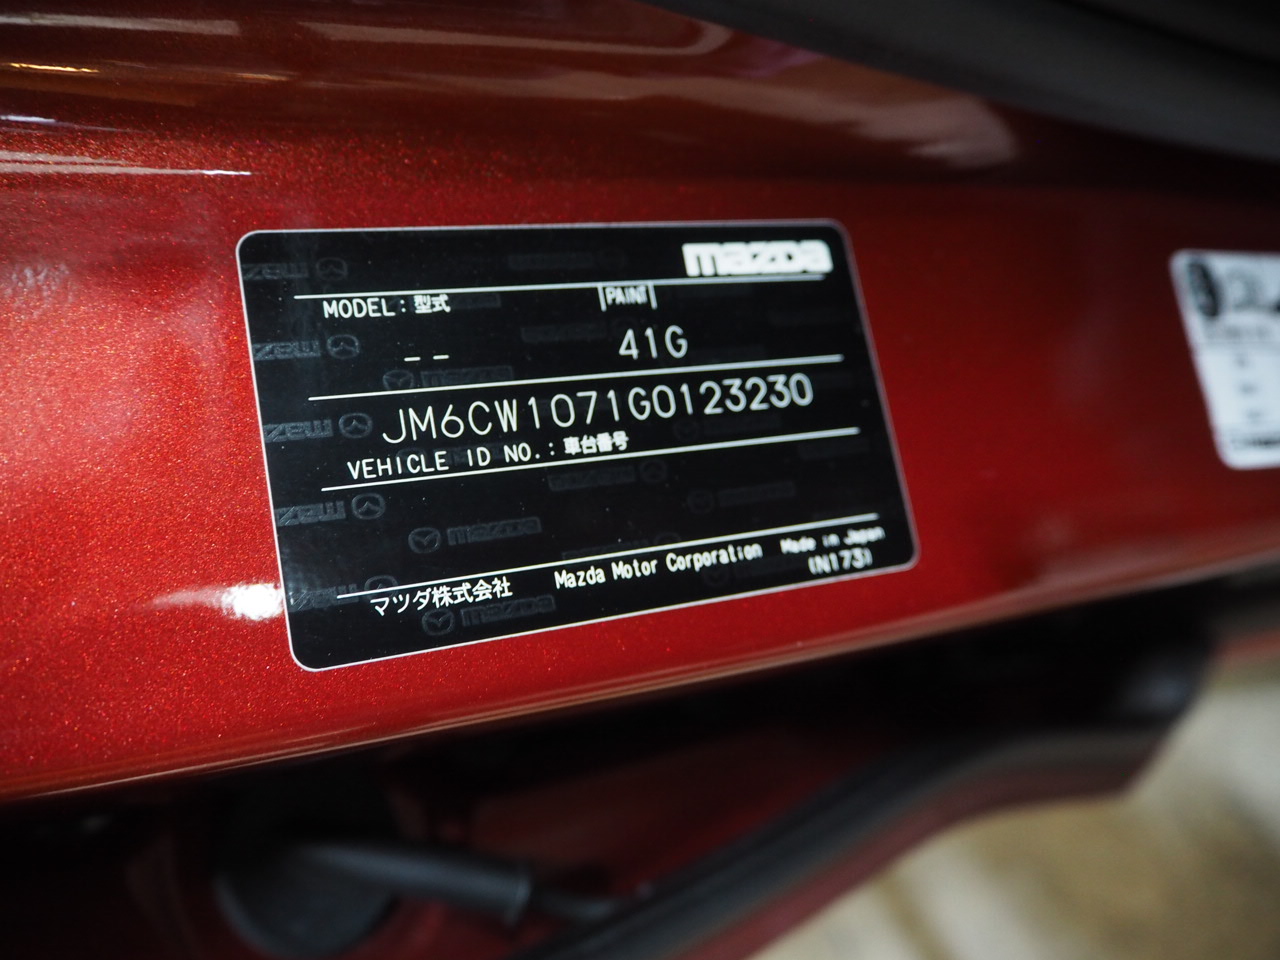 mazda
MODEL : 型式 |PAINT|
-- 41G
JM6CW1071G0123230
VEHICLE ID NO. : 車台番号
マツダ株式会社 Mazda Motor Corporation Made in Japan
(N173)